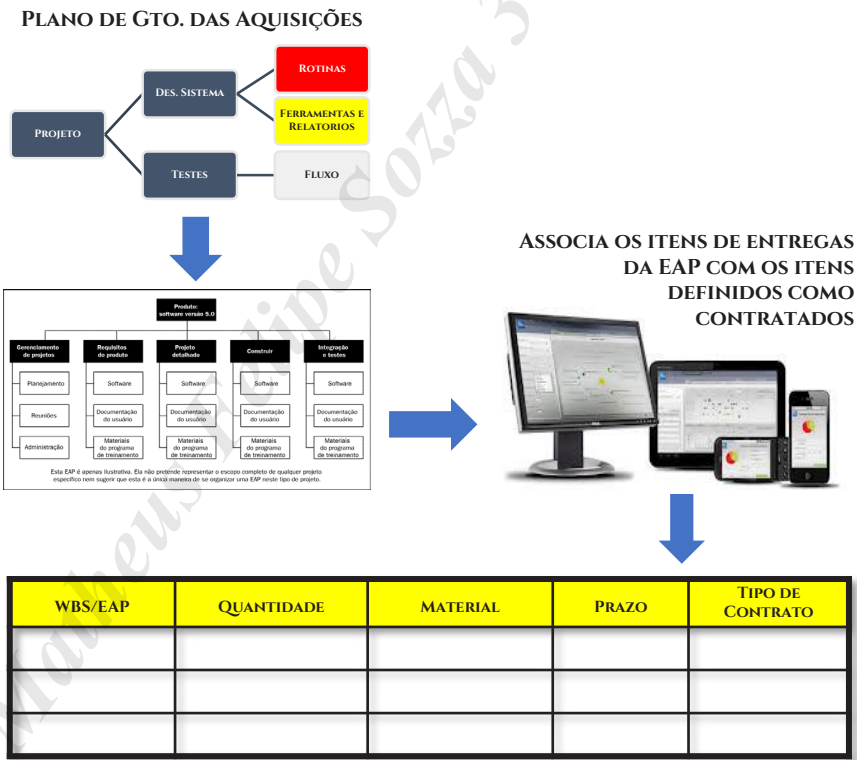 PLANO DE GTO. DAS AQUISIÇÕES
ROTINAS
DES. SISTEMA
FERRAMENTAS E
RELATORIOS
PROJETO
TESTES
FLUXO
ASSOCIA OS ITENS DE ENTREGAS
DA EAP COM OS ITENS
DEFINIDOS COMO
CONTRATADOS
Produto:
software versão 5.0
Gerenciamento
de projetos
Requisitos
do produto
Projeto
detalhado
Construir
Integração
e testes
Planejamento
Software
Software
Software
Software
Reuniões
Documentação
do usuário
Documentação
do usuário
Documentação
do usuário
Documentação
do usuário
Administração
Materiais
do programa
de treinamento
Materiais
do programa
de treinamento
Materiais
do programa
de treinamento
Materiais
do programa
de treinamento
Esta EAP é apenas ilustrativa. Ela não pretende representar o escopo completo de qualquer projeto
específico nem sugerir que esta é a única maneira de se organizar uma EAP neste tipo de projeto.
WBS/EAP
QUANTIDADE
MATERIAL
PRAZO
TIPO DE
CONTRATO
Matheus Felipe Sozza 3